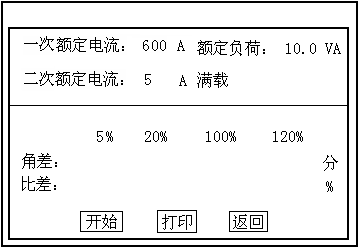 一次额定电流: 600 A 额定负荷: 10.0 VA
二次额定电流: 5 A 满载
5% 20% 100% 120%
角差: 分
比差: %
开始 打印 返回